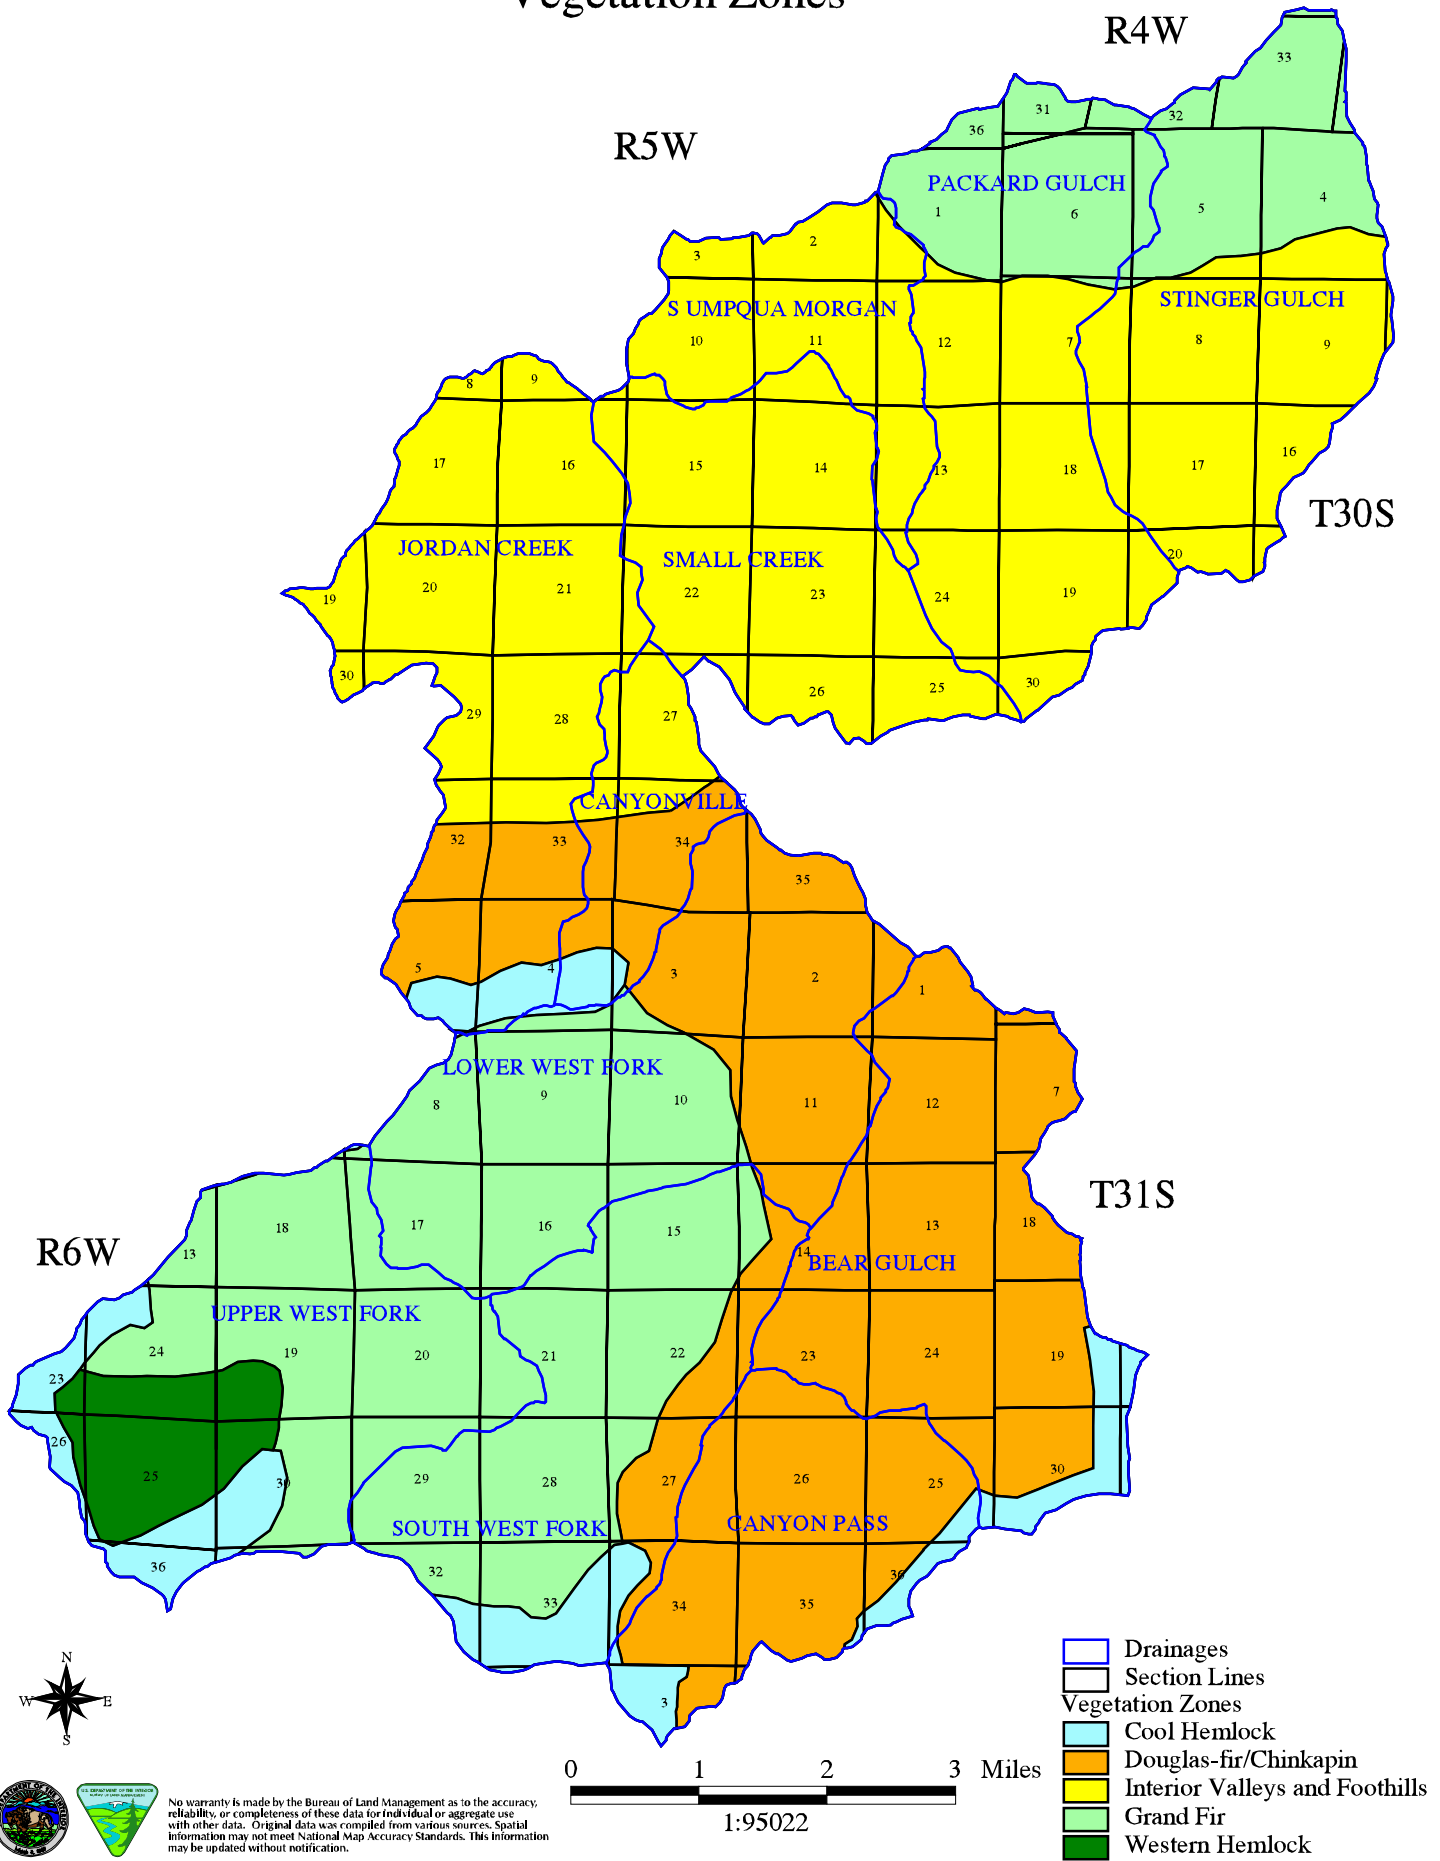 Vegetation Zones
R4W
33
31
32
36
R5W
PACKARD GULCH
1
6
5
4
2
3
S UMPQUA MORGAN
STINGER GULCH
10
11
12
7
8
9
8
9
17
16
15
14
13
18
17
16
T30S
JORDAN CREEK
SMALL CREEK
20
19
20
21
22
23
24
19
30
29
28
27
26
25
30
CANYONVILLE
32
33
34
35
5
4
3
2
1
LOWER WEST FORK
8
9
10
11
12
7
T31S
R6W
13
18
17
16
15
14
13
18
BEAR GULCH
UPPER WEST FORK
23
24
19
20
21
22
23
24
19
26
25
30
29
28
27
26
25
30
SOUTH WEST FORK
CANYON PASS
36
32
33
34
35
36
3
N
W E
S
Drainages
Section Lines
Vegetation Zones
Cool Hemlock
Douglas-fir/Chinkapin
Interior Valleys and Foothills
Grand Fir
Western Hemlock
0 1 2 3 Miles
1:95022
No warranty is made by the Bureau of Land Management as to the accuracy,
reliability, or completeness of these data for individual or aggregate use
with other data. Original data was compiled from various sources. Spatial
information may not meet National Map Accuracy Standards. This information
may be updated without notification.
U.S. DEPARTMENT OF THE INTERIOR
BUREAU OF LAND MANAGEMENT